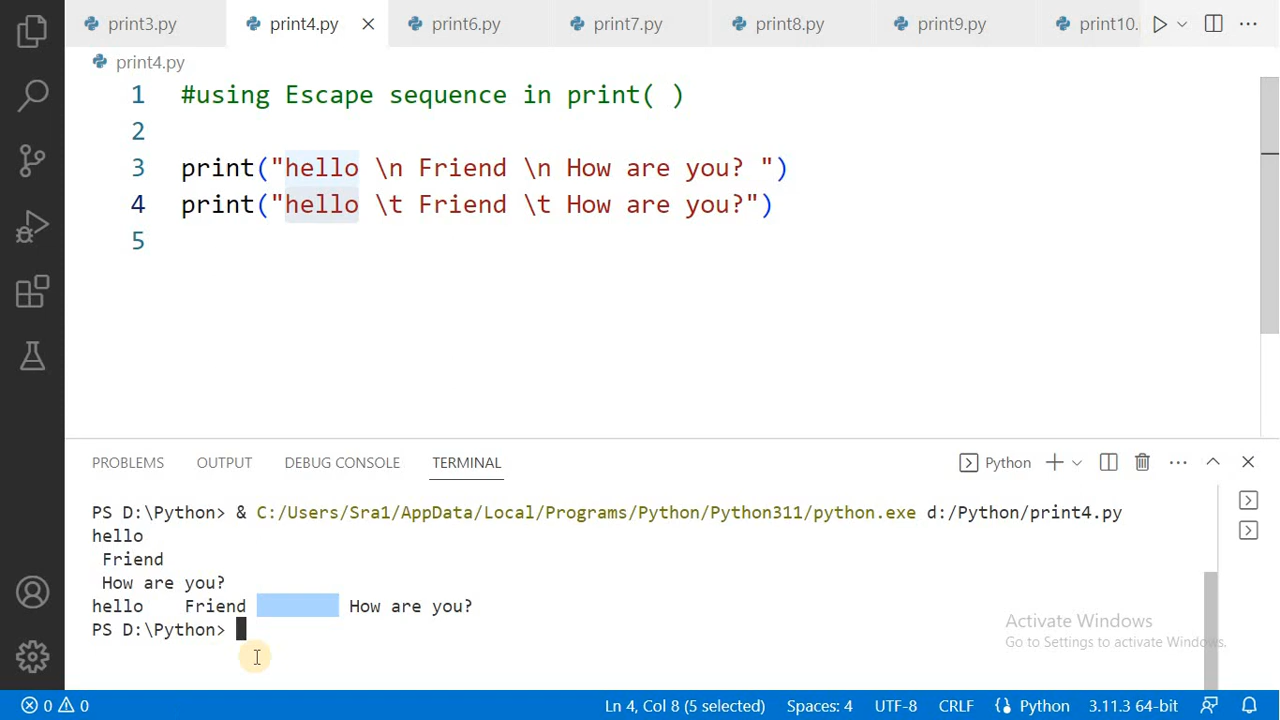 print3.py print4.py print6.py print7.py print8.py print9.py print10.
print4.py
1 #using Escape sequence in print( )
2
3 print("hello \n Friend \n How are you? ")
4 print("hello \t Friend \t How are you?")
5
PROBLEMS OUTPUT DEBUG CONSOLE TERMINAL Python
PS D:\Python> & C:/Users/Sra1/AppData/Local/Programs/Python/Python311/python.exe d:/Python/print4.py
hello
 Friend
 How are you?
hello    Friend          How are you?
PS D:\Python>
Activate Windows
Go to Settings to activate Windows.
0 0 Ln 4, Col 8 (5 selected) Spaces: 4 UTF-8 CRLF Python 3.11.3 64-bit